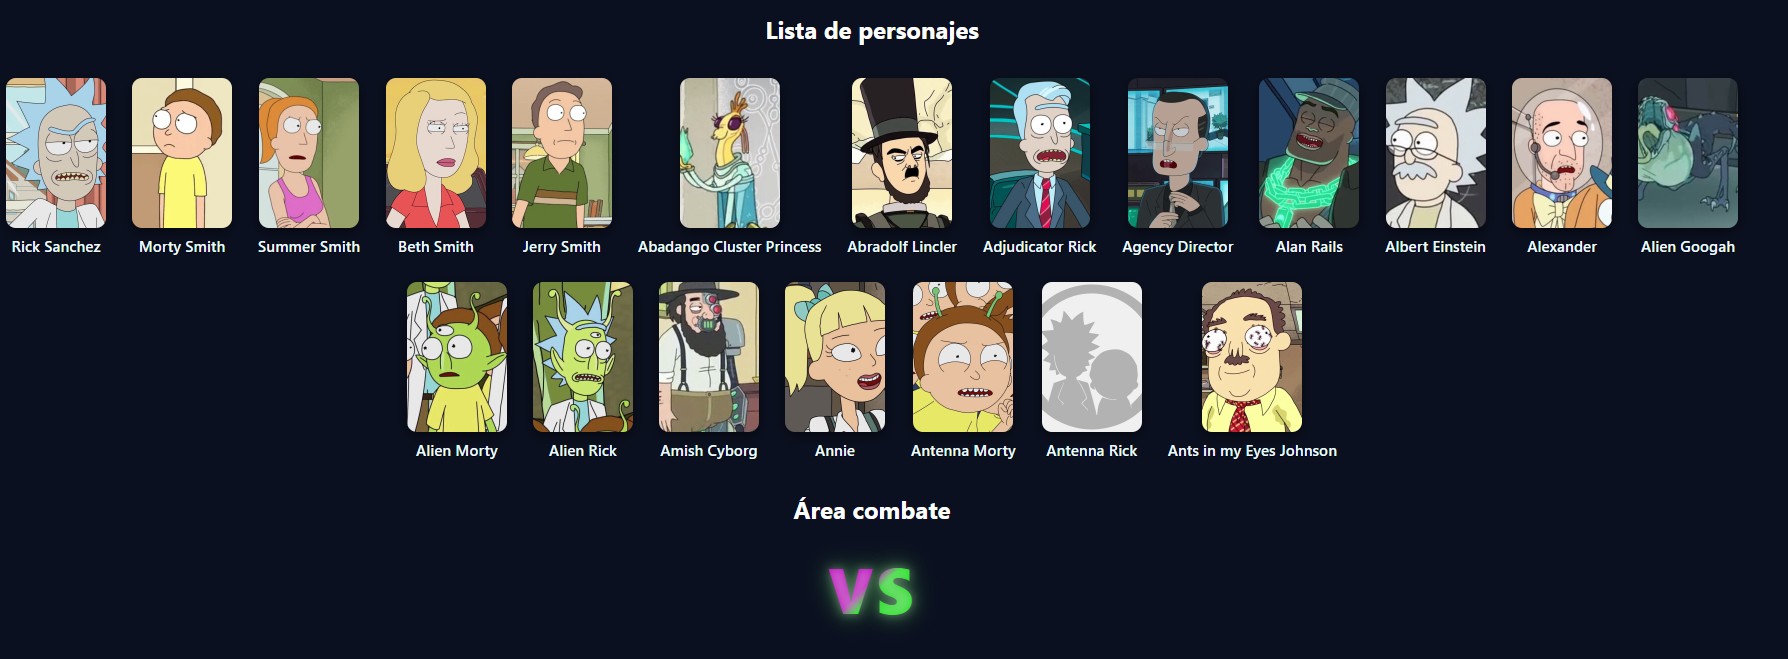 Lista de personajes
Rick Sanchez Morty Smith Summer Smith Beth Smith Jerry Smith Abadango Cluster Princess Abradolf Lincler Adjudicator Rick Agency Director Alan Rails Albert Einstein Alexander Alien Googah
Alien Morty Alien Rick Amish Cyborg Annie Antenna Morty Antenna Rick Ants in my Eyes Johnson
Área combate
VS